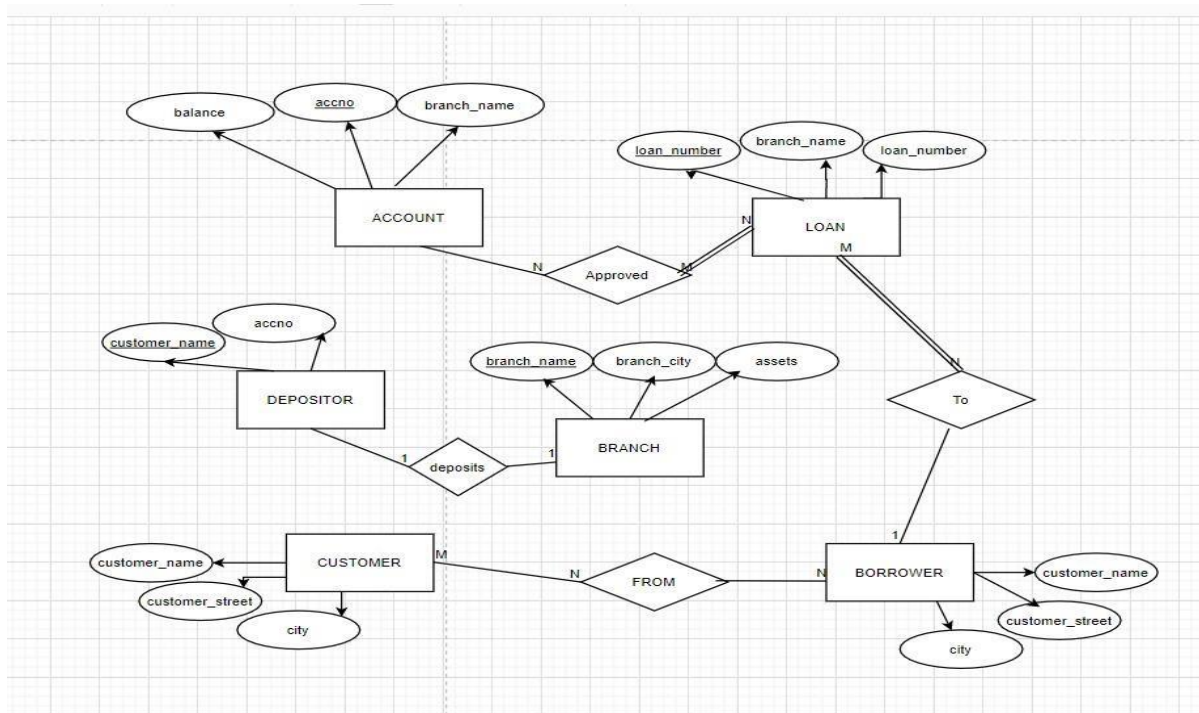 balance
accno
branch_name
loan_number
branch_name
loan_number
ACCOUNT
LOAN
N
M
N
Approved
M
customer_name
accno
DEPOSITOR
branch_name
branch_city
assets
BRANCH
1
deposits
1
N
To
1
CUSTOMER
M
N
FROM
N
BORROWER
customer_name
customer_street
city
customer_name
customer_street
city